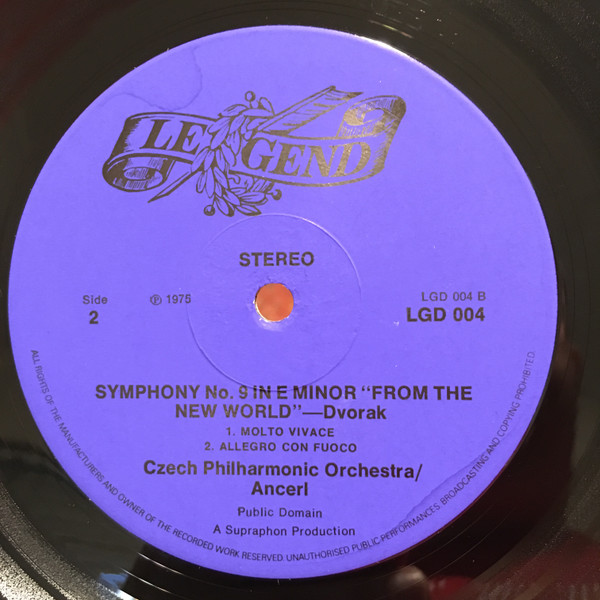 LEGEND
STEREO
Side
2
℗ 1975
LGD 004 B
LGD 004
SYMPHONY No. 9 IN E MINOR "FROM THE
NEW WORLD"—Dvorak
1. MOLTO VIVACE
2. ALLEGRO CON FUOCO
Czech Philharmonic Orchestra/
Ancerl
Public Domain
A Supraphon Production
ALL RIGHTS OF THE MANUFACTURERS AND OWNER OF THE RECORDED WORK RESERVED. UNAUTHORISED PUBLIC PERFORMANCES. BROADCASTING AND COPYING PROHIBITED.